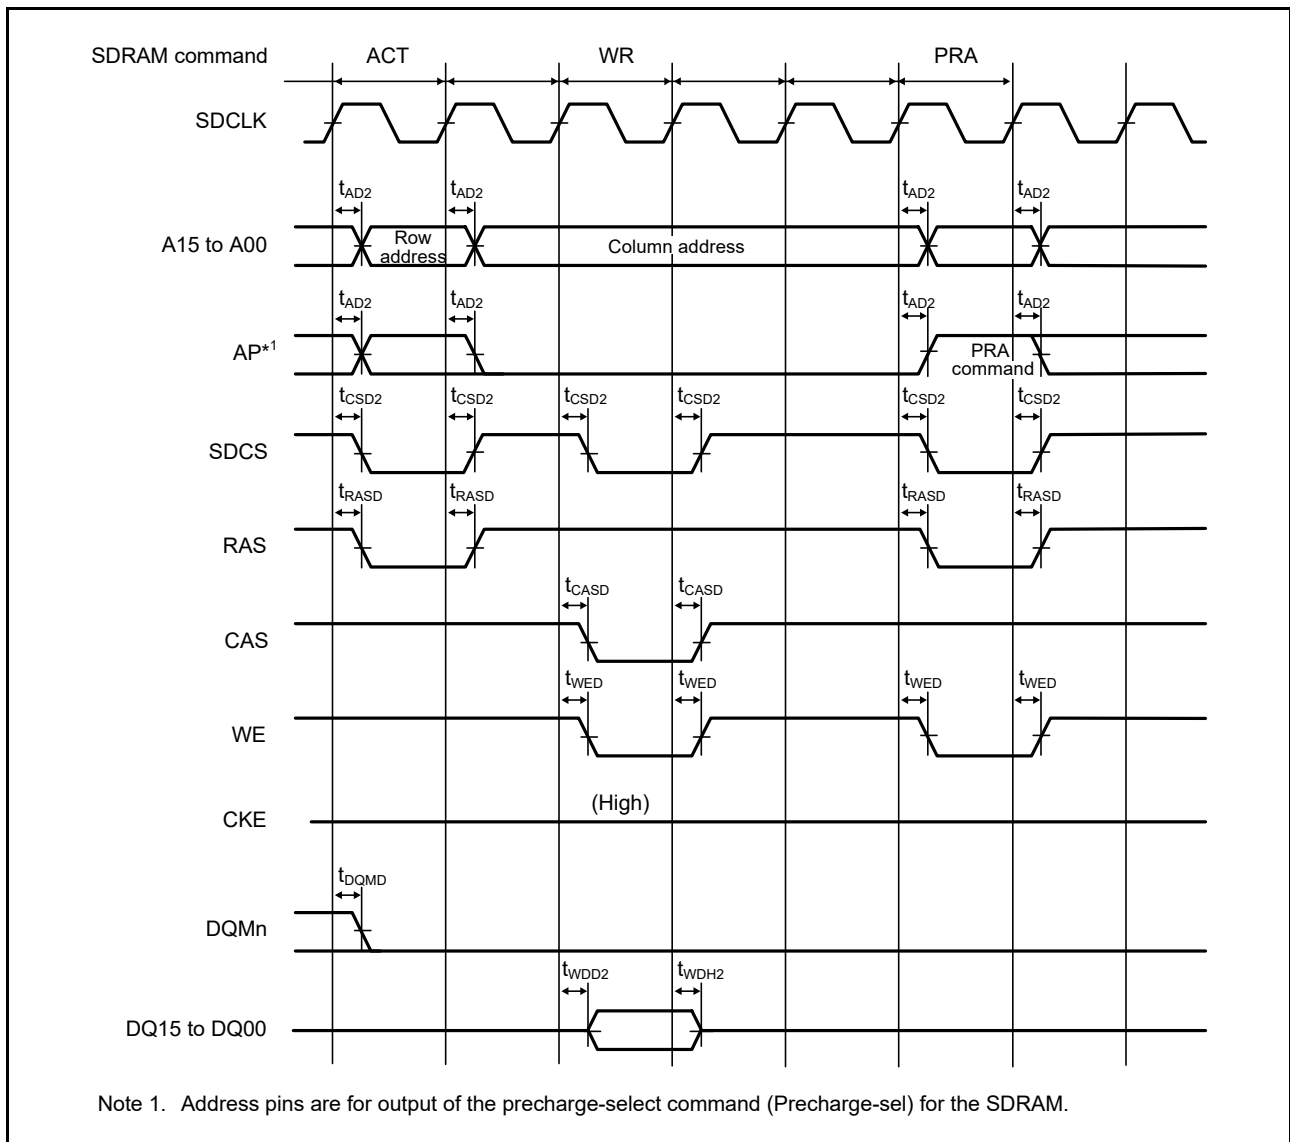 SDRAM command ACT WR PRA
SDCLK
tAD2 tAD2 tAD2 tAD2
A15 to A00 Row address Column address
tAD2 tAD2 tAD2 tAD2
AP*1 PRA command
tCSD2 tCSD2 tCSD2 tCSD2 tCSD2 tCSD2
SDCS
tRASD tRASD tRASD tRASD
RAS
tCASD tCASD
CAS
tWED tWED tWED tWED
WE
(High)
CKE
tDQMD
DQMn
tWDD2 tWDH2
DQ15 to DQ00
Note 1. Address pins are for output of the precharge-select command (Precharge-sel) for the SDRAM.